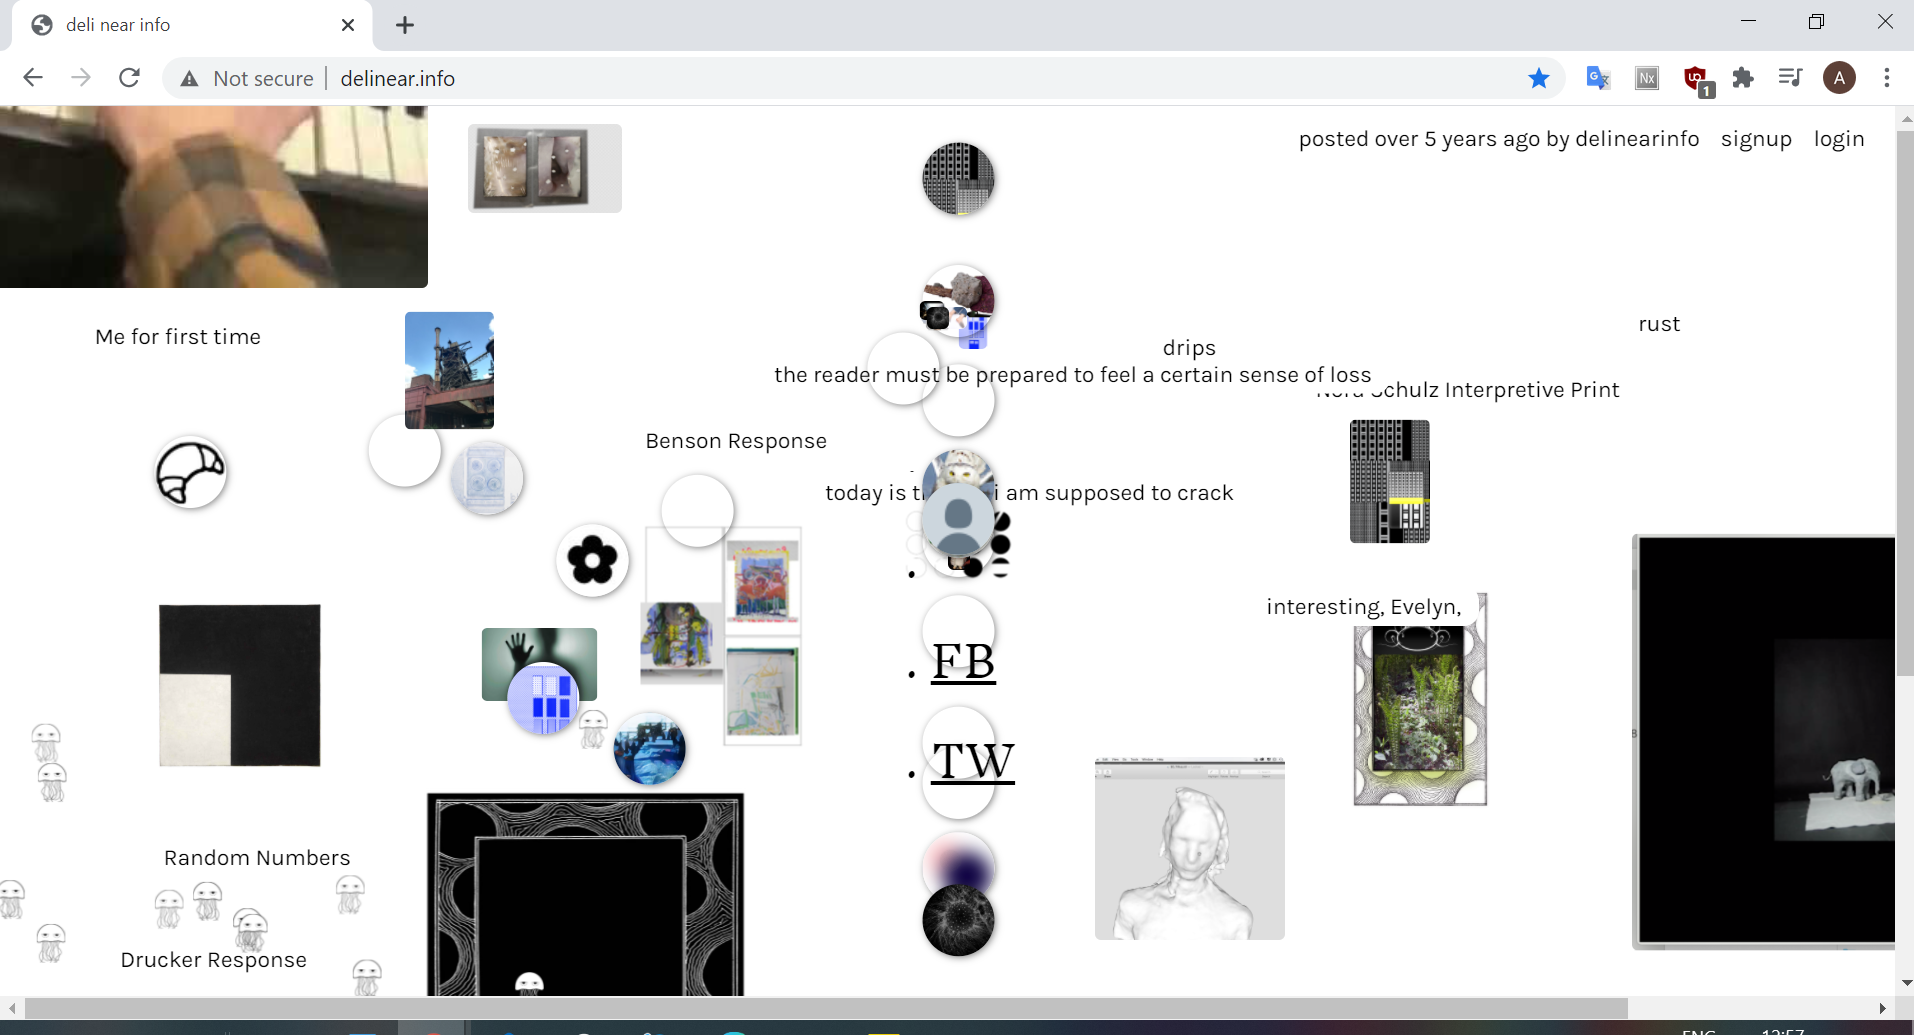 deli near info
Not secure
delinear.info
Nx
1
A
posted over 5 years ago by delinearinfo
signup
login
rust
Me for first time
drips
the reader must be prepared to feel a certain sense of loss
Schulz Interpretive Print
Benson Response
today is i am supposed to crack
interesting, Evelyn,
FB
TW
Random Numbers
Drucker Response